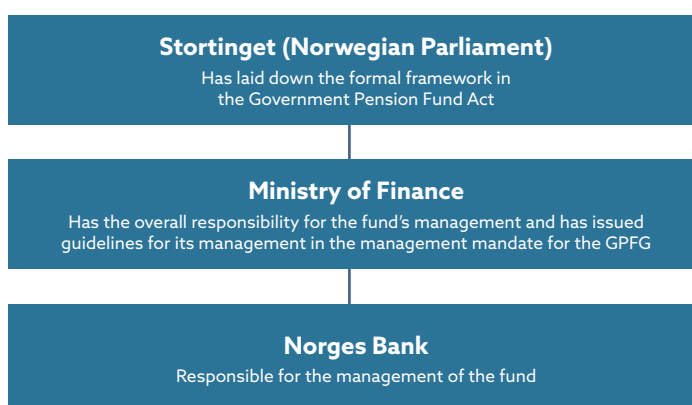 Stortinget (Norwegian Parliament)
Has laid down the formal framework in
the Government Pension Fund Act
Ministry of Finance
Has the overall responsibility for the fund's management and has issued
guidelines for its management in the management mandate for the GPFG
Norges Bank
Responsible for the management of the fund